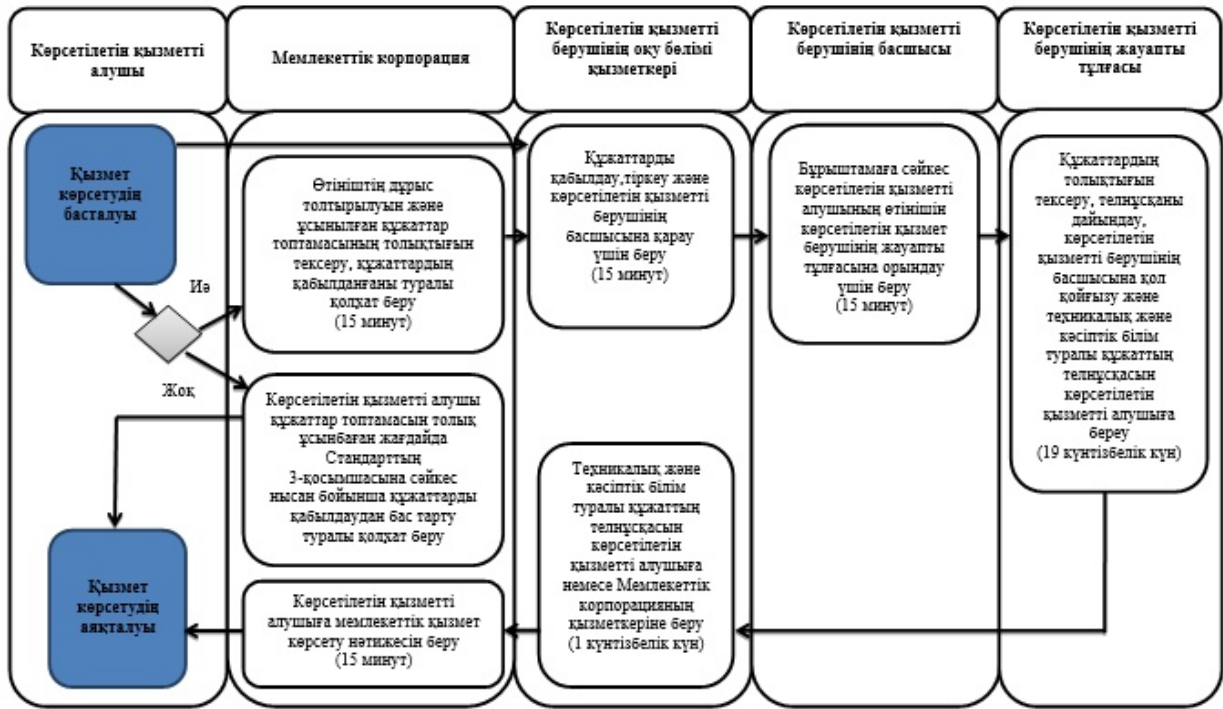 Көрсетілетін қызметті
алушы
Мемлекеттік корпорация
Көрсетілетін қызметті
берушінің оқу бөлімі
қызметкері
Көрсетілетін қызметті
берушінің басшысы
Көрсетілетін қызметті
берушінің жауапты
тұлғасы
Қызмет
көрсетудің
басталуы
Иә
Жоқ
Өтініштің дұрыс
толтырылуын және
ұсынылған құжаттар
топтамасының толықтығын
тексеру, құжаттардың
қабылданғаны туралы
қолхат беру
(15 минут)
Құжаттарды
қабылдау,тіркеу және
көрсетілетін қызметті
берушінің
басшысына қарау
үшін беру
(15 минут)
Бұрыштамаға сәйкес
көрсетілетін қызметті
алушының өтінішін
көрсетілетін қызмет
берушінің жауапты
тұлғасына орындау
үшін беру
(15 минут)
Құжаттардың
толықтығын
тексеру, телнұсқаны
дайындау,
көрсетілетін
қызметті берушінің
басшысына қол
қойғызу және
техникалық және
кәсіптік білім
туралы құжаттың
телнұсқасын
көрсетілетін
қызметті алушыға
береу
(19 күнтізбелік күн)
Көрсетілетін қызметті алушы
құжаттар топтамасын толық
ұсынбаған жағдайда
Стандарттың
3-қосымшасына сәйкес
нысан бойынша құжаттарды
қабылдаудан бас тарту
туралы қолхат беру
Техникалық және
кәсіптік білім
туралы құжаттың
телнұсқасын
көрсетілетін
қызметті алушыға
немесе Мемлекеттік
корпорацияның
қызметкеріне беру
(1 күнтізбелік күн)
Көрсетілетін қызметті
алушыға мемлекеттік қызмет
көрсету нәтижесін беру
(15 минут)
Қызмет
көрсетудің
аяқталуы